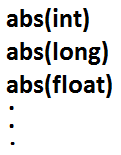 abs(int)
abs(long)
abs(float)
.
.
.